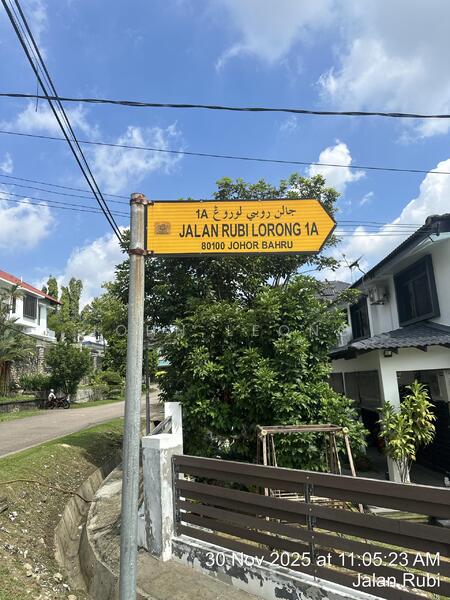 جالن روبي لوروڠ 1A
JALAN RUBI LORONG 1A
80100 JOHOR BAHRU
30 Nov 2025 at 11:05:23 AM
Jalan Rubi